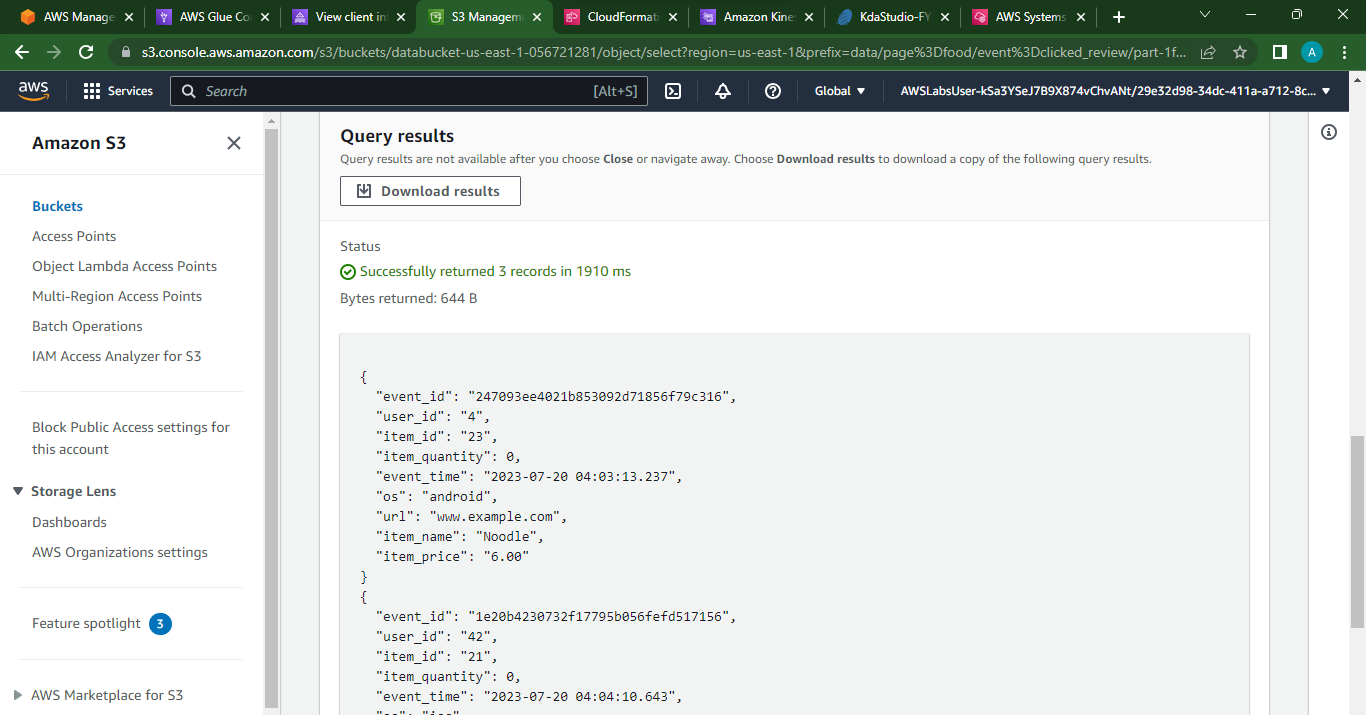 AWS Manage
AWS Glue Co
View client in
S3 Managem
CloudFormati
Amazon Kine
KdaStudio-FY
AWS Systems
s3.console.aws.amazon.com/s3/buckets/databucket-us-east-1-056721281/object/select?region=us-east-1&prefix=data/page%3Dfood/event%3Dclicked_review/part-1f...
A
aws
Services
Search
[Alt+S]
Global
AWSLabsUser-kSa3YSeJ7B9X874vChvANt/29e32d98-34dc-411a-a712-8c...
Amazon S3
Buckets
Access Points
Object Lambda Access Points
Multi-Region Access Points
Batch Operations
IAM Access Analyzer for S3
Block Public Access settings for
this account
Storage Lens
Dashboards
AWS Organizations settings
Feature spotlight 3
AWS Marketplace for S3
Query results
Query results are not available after you choose Close or navigate away. Choose Download results to download a copy of the following query results.
Download results
Status
Successfully returned 3 records in 1910 ms
Bytes returned: 644 B
{
"event_id": "247093ee4021b853092d71856f79c316",
"user_id": "4",
"item_id": "23",
"item_quantity": 0,
"event_time": "2023-07-20 04:03:13.237",
"os": "android",
"url": "www.example.com",
"item_name": "Noodle",
"item_price": "6.00"
}
{
"event_id": "1e20b4230732f17795b056fefd517156",
"user_id": "42",
"item_id": "21",
"item_quantity": 0,
"event_time": "2023-07-20 04:04:10.643",